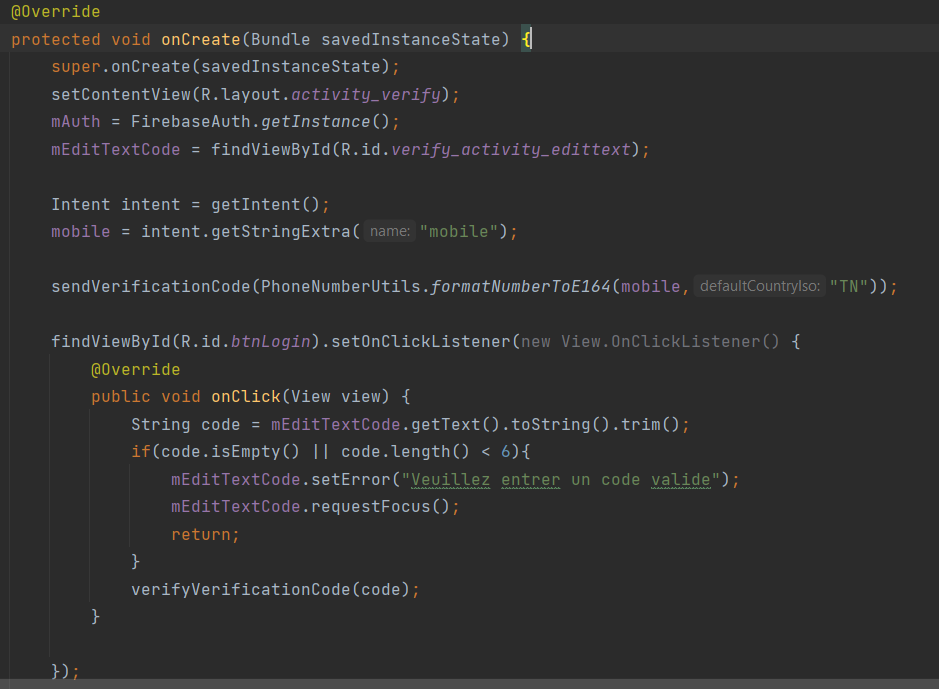 @Override
protected void onCreate(Bundle savedInstanceState) {
super.onCreate(savedInstanceState);
setContentView(R.layout.activity_verify);
mAuth = FirebaseAuth.getInstance();
mEditTextCode = findViewById(R.id.verify_activity_edittext);
Intent intent = getIntent();
mobile = intent.getStringExtra( name: "mobile");
sendVerificationCode(PhoneNumberUtils.formatNumberToE164(mobile, defaultCountryIso: "TN"));
findViewById(R.id.btnLogin).setOnClickListener(new View.OnClickListener() {
@Override
public void onClick(View view) {
String code = mEditTextCode.getText().toString().trim();
if(code.isEmpty() || code.length() < 6){
mEditTextCode.setError("Veuillez entrer un code valide");
mEditTextCode.requestFocus();
return;
}
verifyVerificationCode(code);
}
});